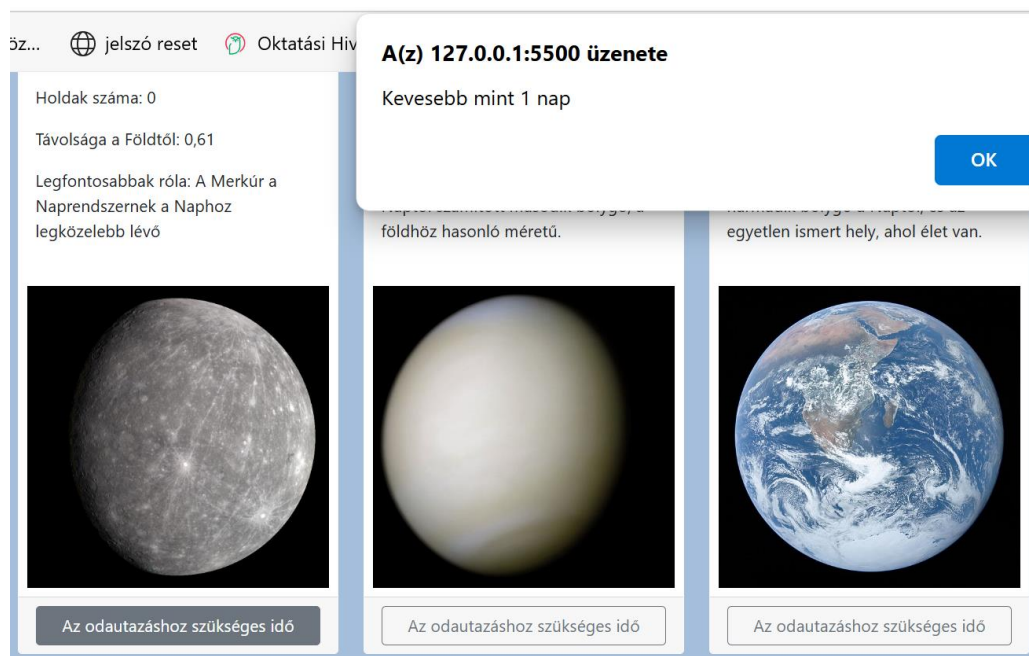 öz...
jelszó reset
Oktatási Hiv
A(z) 127.0.0.1:5500 üzenete
Kevesebb mint 1 nap
OK
Holdak száma: 0
Távolsága a Földtől: 0,61
Legfontosabbak róla: A Merkúr a
Naprendszernek a Naphoz
legközelebb lévő
földhöz hasonló méretű.
egyetlen ismert hely, ahol élet van.
Az odautazáshoz szükséges idő
Az odautazáshoz szükséges idő
Az odautazáshoz szükséges idő